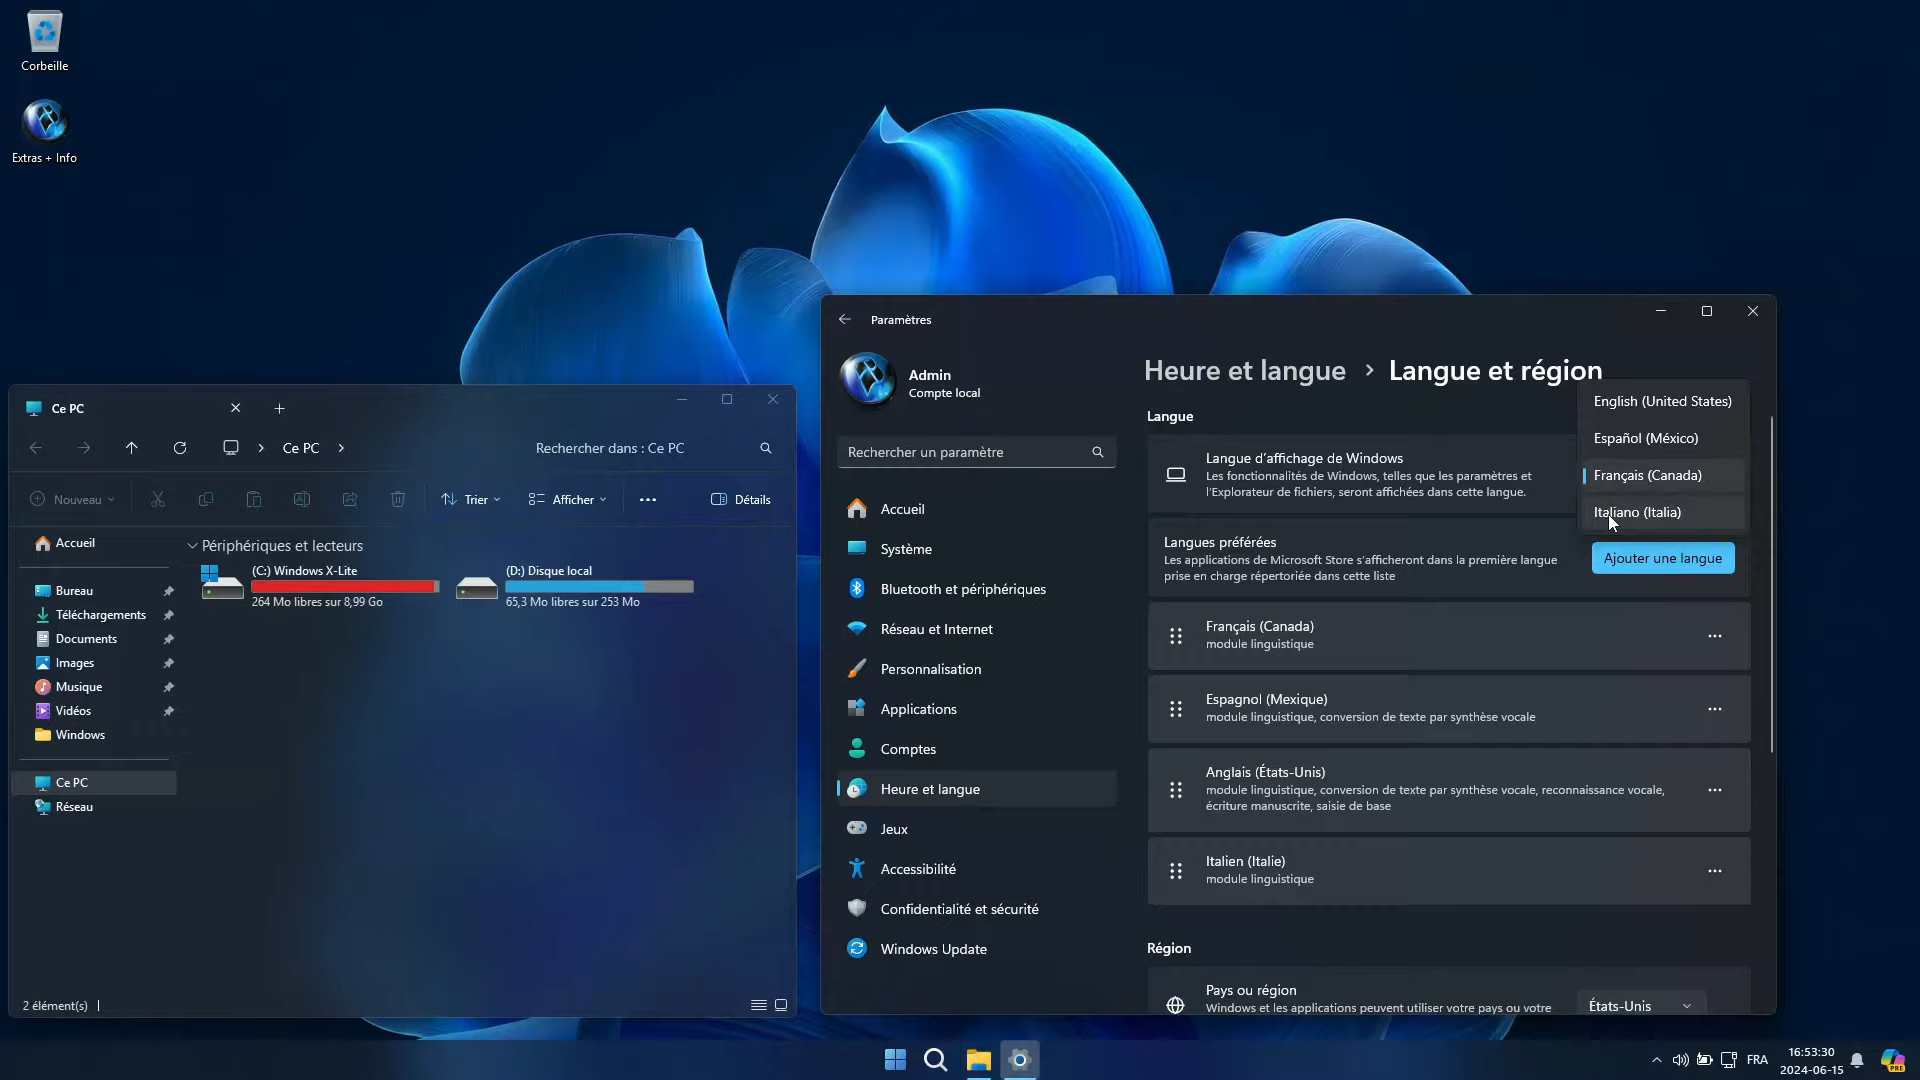 Corbeille
Extras + Info
Ce PC
Ce PC
Rechercher dans : Ce PC
Nouveau
Trier
Afficher
Détails
Accueil
Bureau
Téléchargements
Documents
Images
Musique
Vidéos
Windows
Ce PC
Réseau
Périphériques et lecteurs
(C:) Windows X-Lite
264 Mo libres sur 8,99 Go
(D:) Disque local
65,3 Mo libres sur 253 Mo
2 élément(s)
Paramètres
Admin
Compte local
Rechercher un paramètre
Accueil
Système
Bluetooth et périphériques
Réseau et Internet
Personnalisation
Applications
Comptes
Heure et langue
Jeux
Accessibilité
Confidentialité et sécurité
Windows Update
Heure et langue > Langue et région
Langue
Langue d’affichage de Windows
Les fonctionnalités de Windows, telles que les paramètres et
l’Explorateur de fichiers, seront affichées dans cette langue.
English (United States)
Español (México)
Français (Canada)
Italiano (Italia)
Langues préférées
Les applications de Microsoft Store s’afficheront dans la première langue
prise en charge répertoriée dans cette liste
Ajouter une langue
Français (Canada)
module linguistique
Espagnol (Mexique)
module linguistique, conversion de texte par synthèse vocale
Anglais (États-Unis)
module linguistique, conversion de texte par synthèse vocale, reconnaissance vocale,
écriture manuscrite, saisie de base
Italien (Italie)
module linguistique
Région
Pays ou région
Windows et les applications peuvent utiliser votre pays ou votre
États-Unis
FRA
16:53:30
2024-06-15
PRE